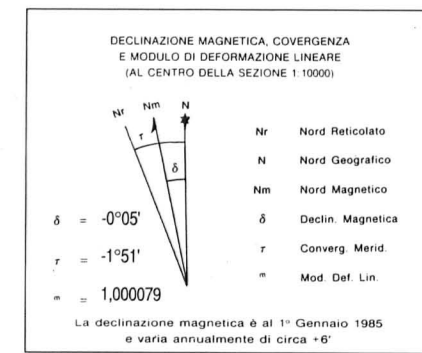 DECLINAZIONE MAGNETICA, COVERGENZA
E MODULO DI DEFORMAZIONE LINEARE
(AL CENTRO DELLA SEZIONE 1:10000)
Nr Nm N
τ
δ
Nr Nord Reticolato
N Nord Geografico
Nm Nord Magnetico
δ Declin. Magnetica
τ Converg. Merid.
m Mod. Def. Lin.
δ = -0°05'
τ = -1°51'
m = 1,000079
La declinazione magnetica è al 1° Gennaio 1985
e varia annualmente di circa +6'